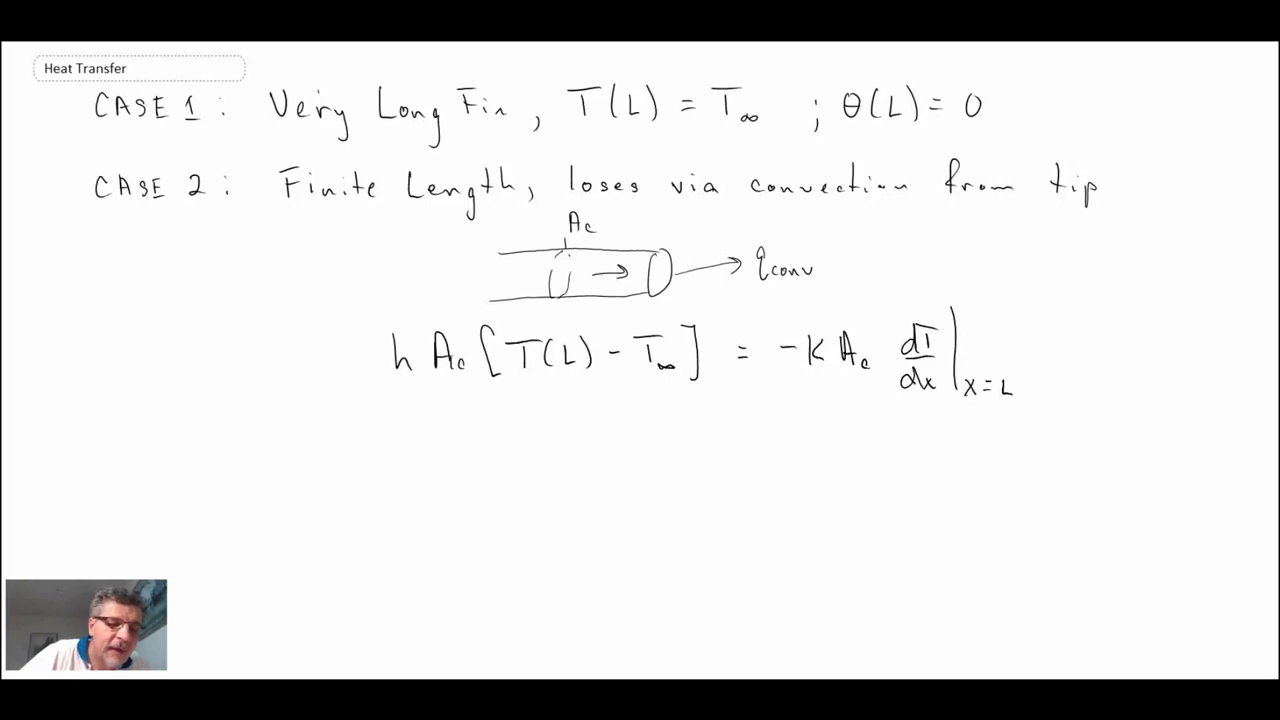 Heat Transfer
CASE 1: Very Long Fin, T(L) = T∞ ; θ(L) = 0
CASE 2: Finite Length, loses via convection from tip
Ac
qconv
h Ac [T(L) - T∞] = -K Ac dT/dx |x=L